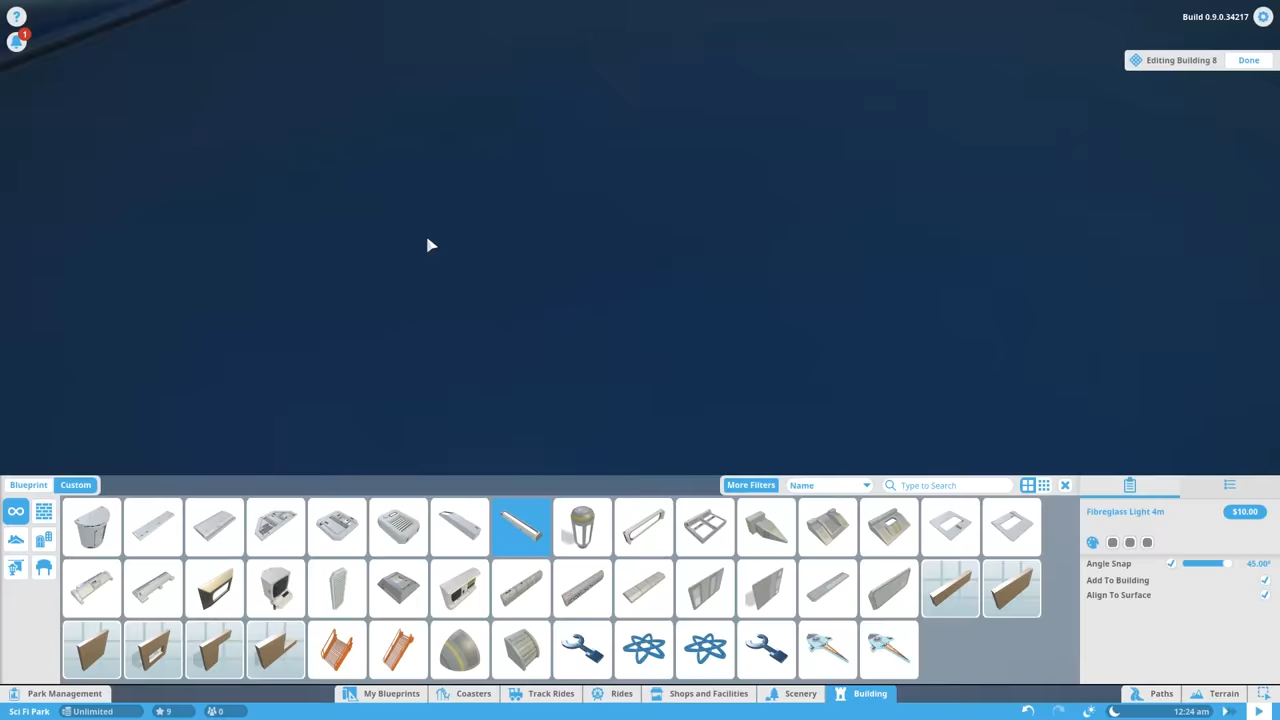 ?
Build 0.9.0.34217
1
Editing Building 8 Done
Blueprint Custom More Filters Name Type to Search
Fibreglass Light 4m $10.00
Angle Snap 45.00°
Add To Building
Align To Surface
Park Management My Blueprints Coasters Track Rides Rides Shops and Facilities Scenery Building Paths Terrain
Sci Fi Park Unlimited 9 0 12:24 am